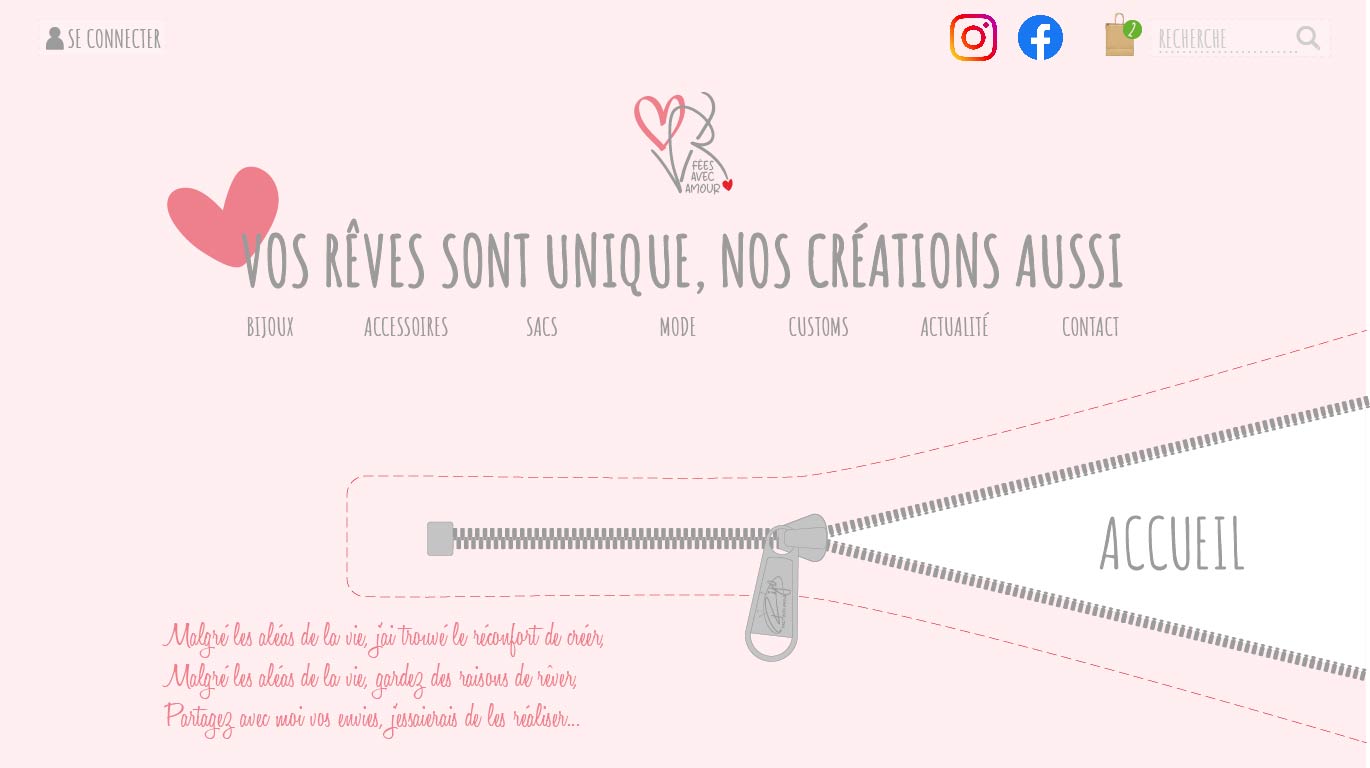 SE CONNECTER
2
RECHERCHE
FÉES
AVEC
AMOUR
VOS RÊVES SONT UNIQUE, NOS CRÉATIONS AUSSI
BIJOUX ACCESSOIRES SACS MODE CUSTOMS ACTUALITÉ CONTACT
ACCUEIL
Malgré les aléas de la vie, j'ai trouvé le réconfort de créer,
Malgré les aléas de la vie, gardez des raisons de rêver,
Partagez avec moi vos envies, j'essaierais de les réaliser...